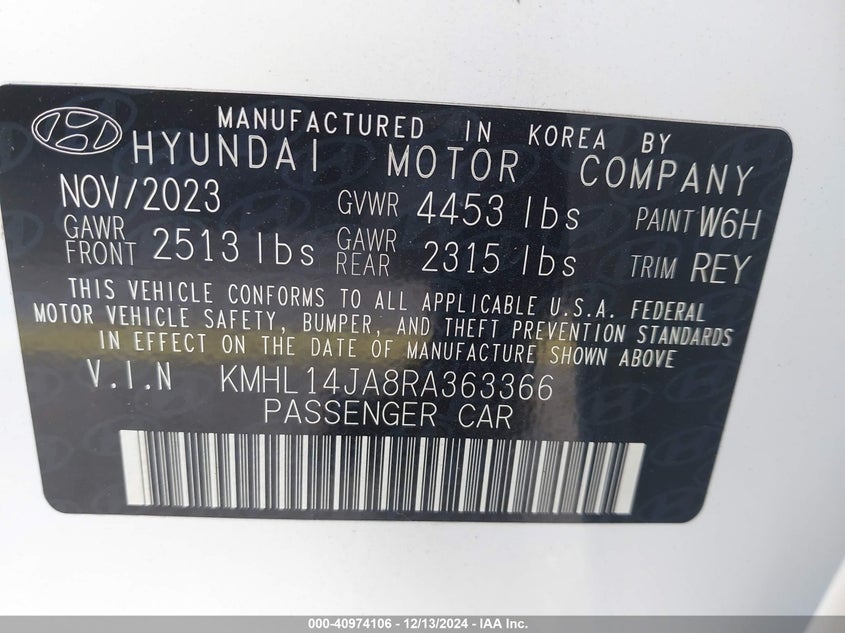 MANUFACTURED IN KOREA BY
HYUNDAI MOTOR COMPANY
NOV/2023 GVWR 4453 lbs PAINT W6H
GAWR FRONT 2513 lbs GAWR REAR 2315 lbs TRIM REY
THIS VEHICLE CONFORMS TO ALL APPLICABLE U.S.A. FEDERAL
MOTOR VEHICLE SAFETY, BUMPER, AND THEFT PREVENTION STANDARDS
IN EFFECT ON THE DATE OF MANUFACTURE SHOWN ABOVE
V.I.N KMHL14JA8RA363366
PASSENGER CAR
000-40974106 - 12/13/2024 - IAA Inc.